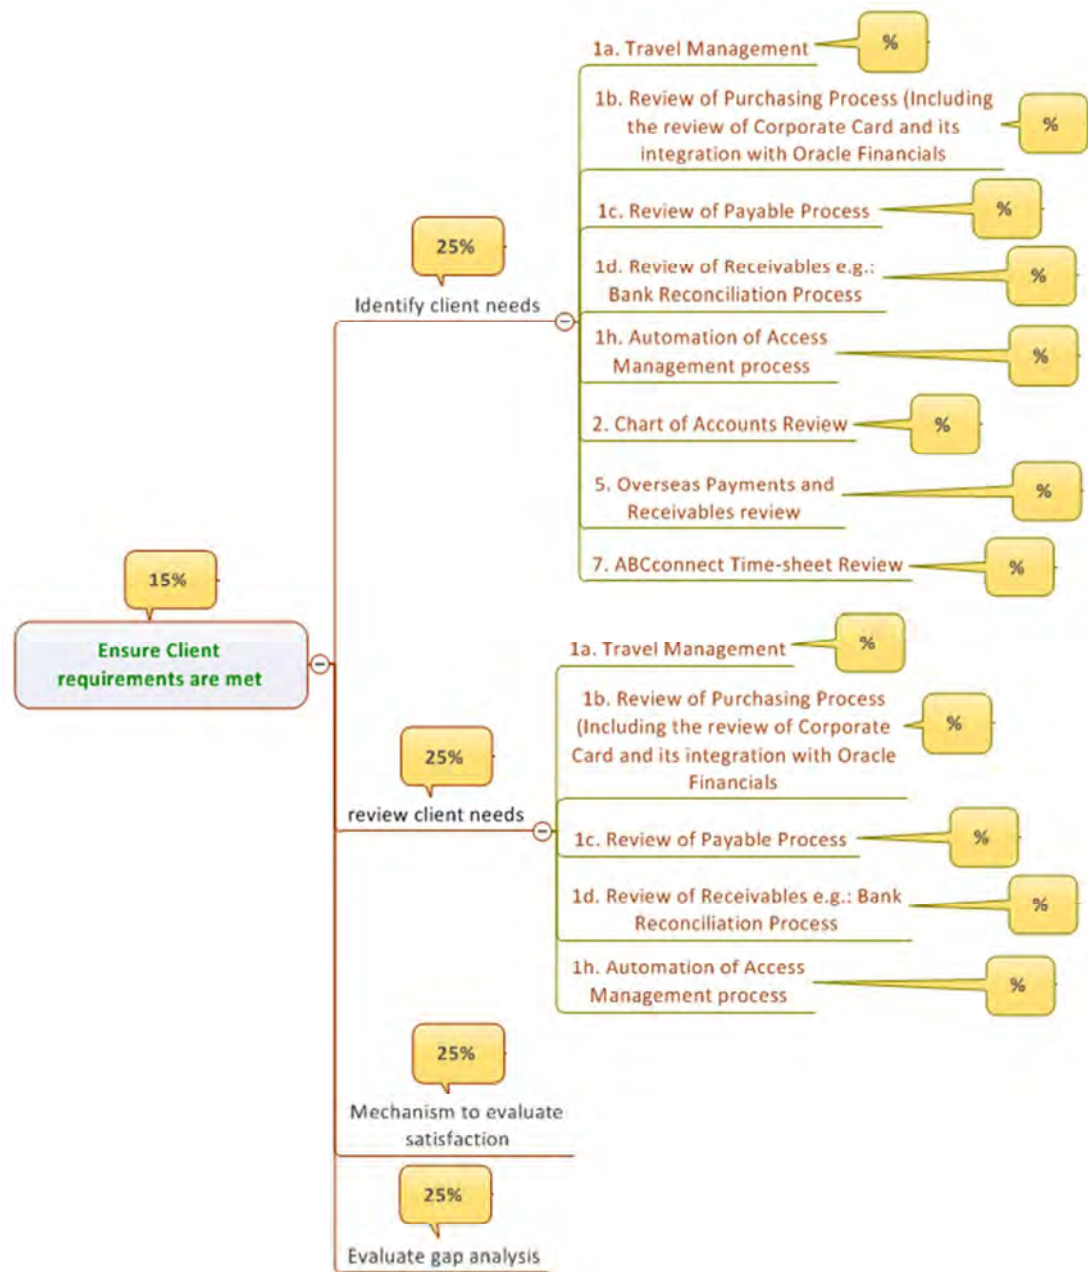 1a. Travel Management
%
1b. Review of Purchasing Process (Including
the review of Corporate Card and its
integration with Oracle Financials
%
1c. Review of Payable Process
%
25%
Identify client needs
1d. Review of Receivables e.g.:
Bank Reconciliation Process
%
1h. Automation of Access
Management process
%
2. Chart of Accounts Review
%
5. Overseas Payments and
Receivables review
%
7. ABCconnect Time-sheet Review
%
15%
Ensure Client
requirements are met
1a. Travel Management
%
1b. Review of Purchasing Process
(Including the review of Corporate
Card and its integration with Oracle
Financials
%
25%
review client needs
1c. Review of Payable Process
%
1d. Review of Receivables e.g.: Bank
Reconciliation Process
%
1h. Automation of Access
Management process
%
25%
Mechanism to evaluate
satisfaction
25%
Evaluate gap analysis